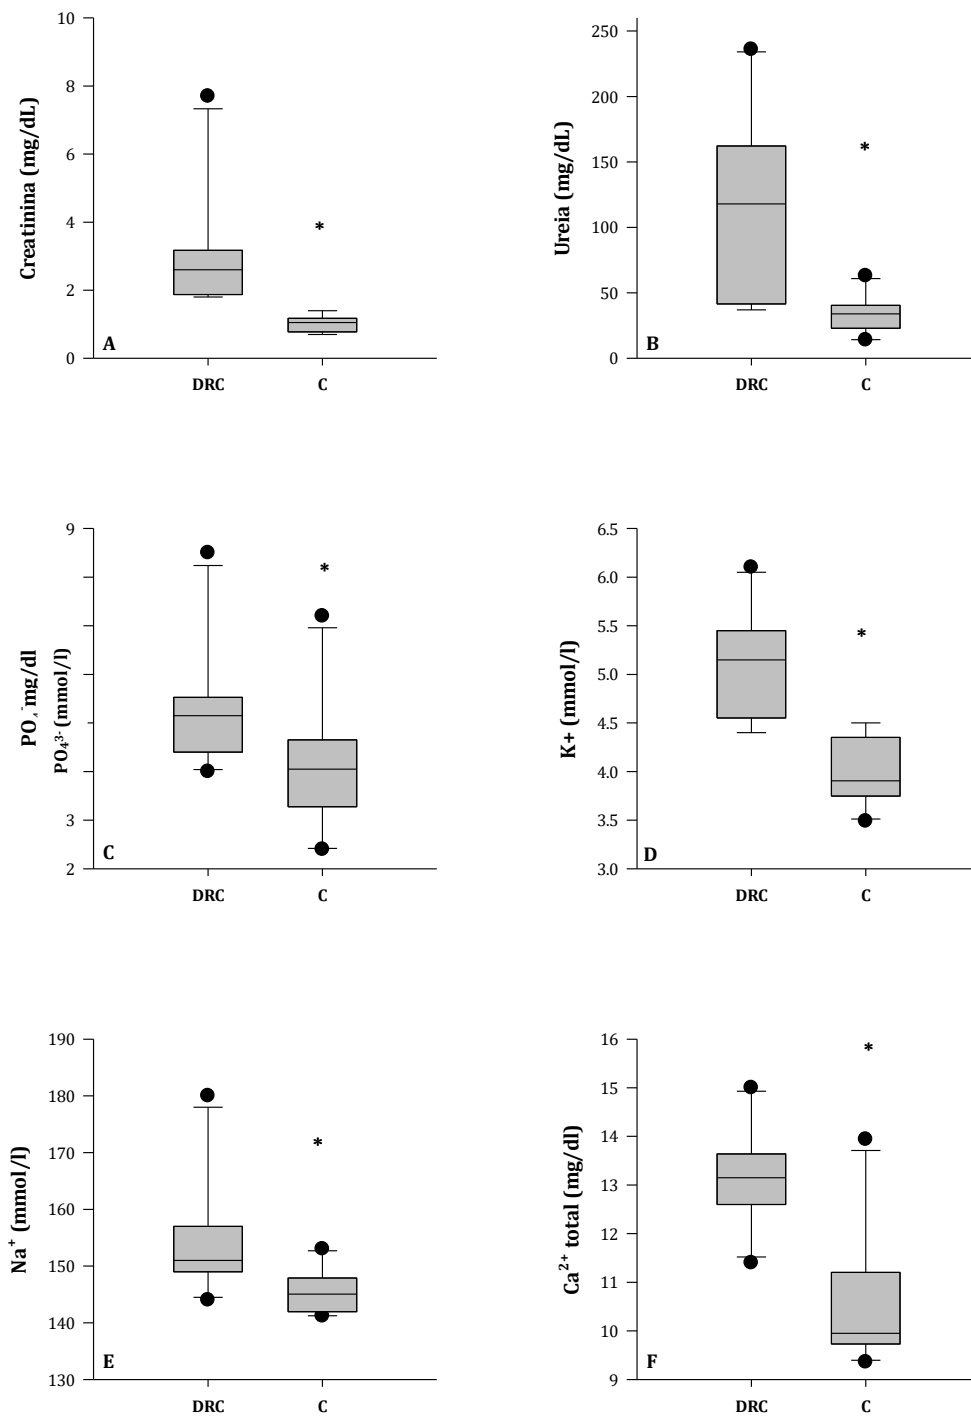 10
8
6
4
2
0
Creatinina (mg/dL)
*
A
DRC C
250
200
150
100
50
0
Ureia (mg/dL)
*
B
DRC C
9
3
2
mg/dl
PO₄³⁻ (mmol/l)
*
C
DRC C
6.5
6.0
5.5
5.0
4.5
4.0
3.5
3.0
K+ (mmol/l)
*
D
DRC C
190
180
170
160
150
140
130
Na⁺ (mmol/l)
*
E
DRC C
16
15
14
13
12
11
10
9
Ca²⁺ total (mg/dl)
*
F
DRC C